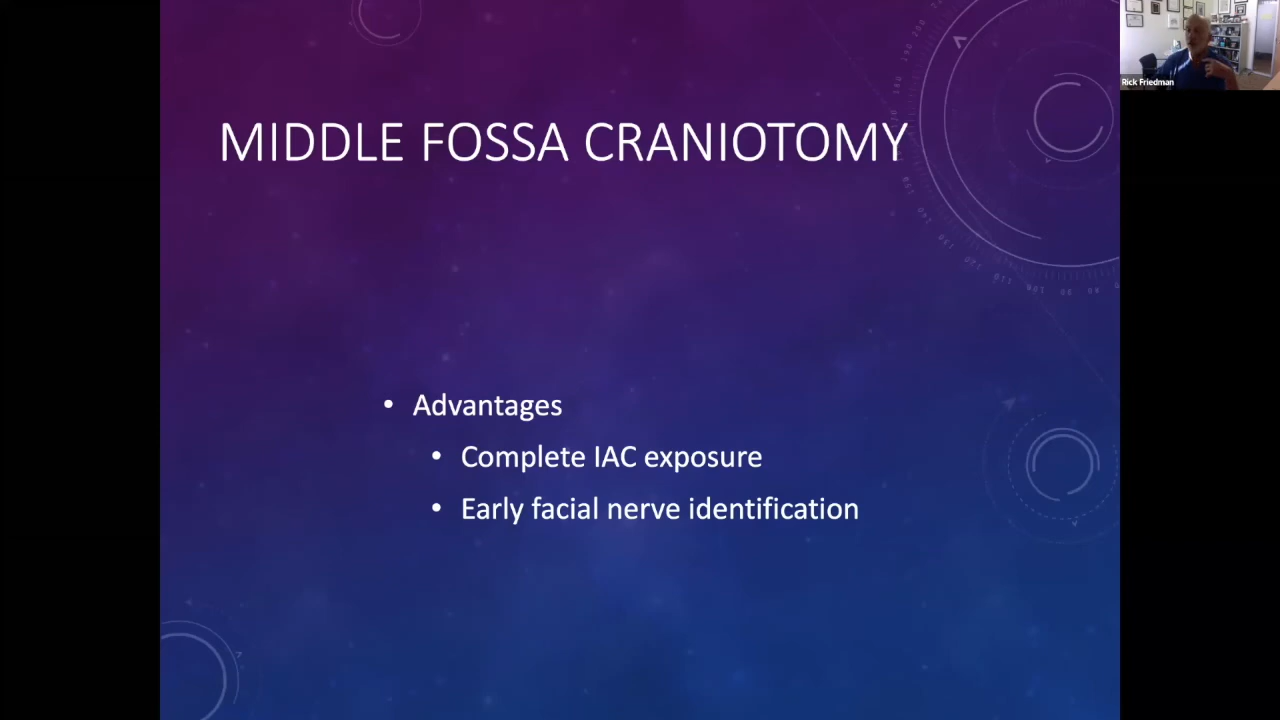 MIDDLE FOSSA CRANIOTOMY
• Advantages
• Complete IAC exposure
• Early facial nerve identification
Rick Friedman